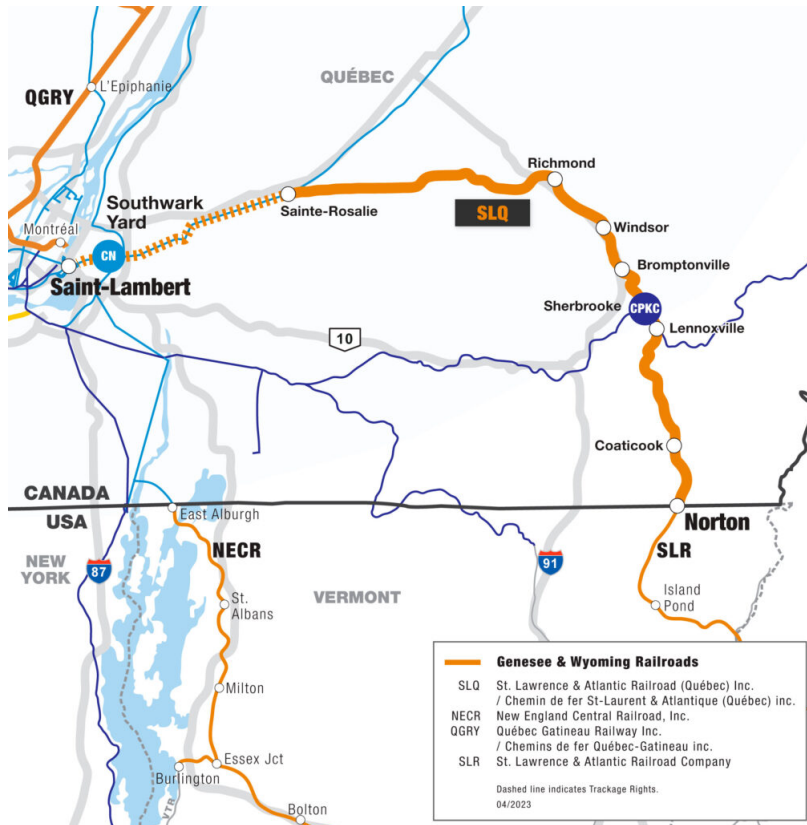 QUÉBEC
L'Epiphanie
QGRY
Richmond
Southwark
Yard
Sainte-Rosalie
SLQ
Windsor
Montréal
CN
Bromptonville
Saint-Lambert
Sherbrooke
CPKC
Lennoxville
10
Coaticook
CANADA
USA
East Alburgh
Norton
NECR
SLR
NEW
YORK
87
91
VERMONT
St.
Albans
Island
Pond
Milton
Essex Jct
Burlington
VTR
Bolton
Genesee & Wyoming Railroads
SLQ St. Lawrence & Atlantic Railroad (Québec) Inc.
/ Chemin de fer St-Laurent & Atlantique (Québec) inc.
NECR New England Central Railroad, Inc.
QGRY Québec Gatineau Railway Inc.
/ Chemins de fer Québec-Gatineau inc.
SLR St. Lawrence & Atlantic Railroad Company
Dashed line indicates Trackage Rights.
04/2023